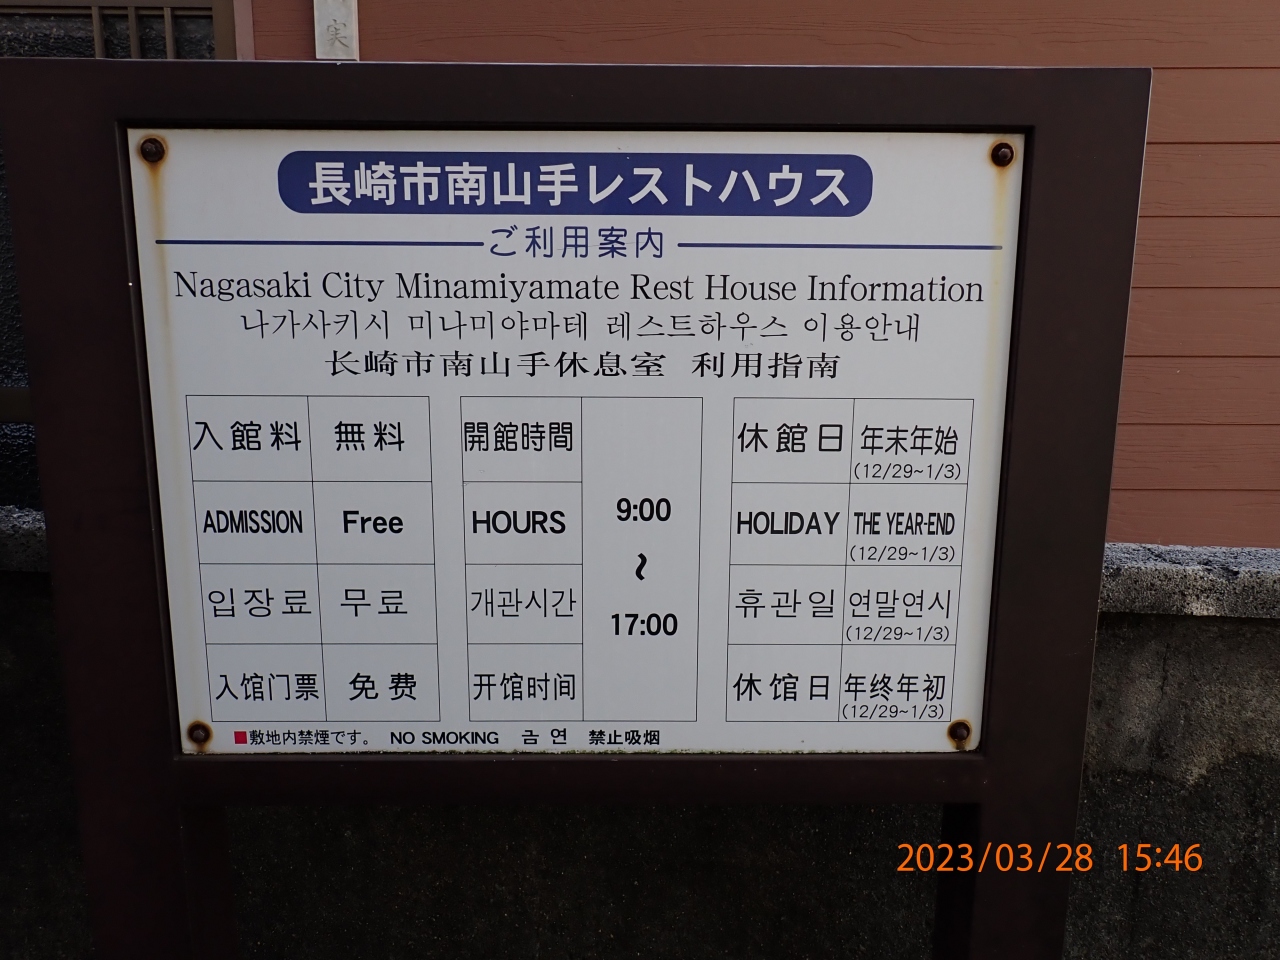 実
長崎市南山手レストハウス
ご利用案内
Nagasaki City Minamiyamate Rest House Information
나가사키시 미나미야마테 레스트하우스 이용안내
长崎市南山手休息室 利用指南
入館料 無料
ADMISSION Free
입장료 무료
入馆门票 免费
開館時間
HOURS
개관시간
开馆时间
9:00
~
17:00
休館日 年末年始
(12/29~1/3)
HOLIDAY THE YEAR-END
(12/29~1/3)
휴관일 연말연시
(12/29~1/3)
休馆日 年终年初
(12/29~1/3)
■敷地内禁煙です。 NO SMOKING 금연 禁止吸烟
2023/03/28 15:46